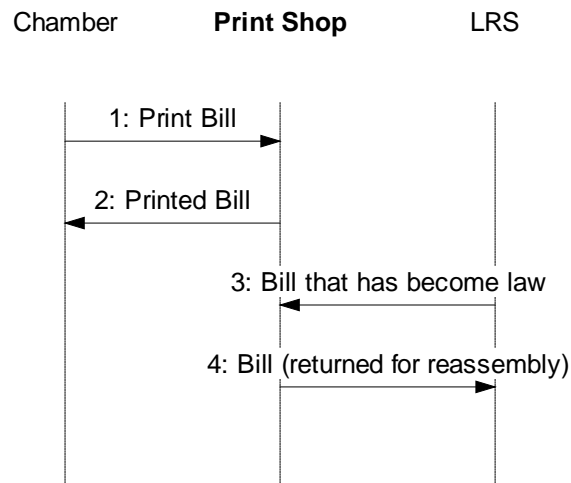 Chamber Print Shop LRS
1: Print Bill
2: Printed Bill
3: Bill that has become law
4: Bill (returned for reassembly)